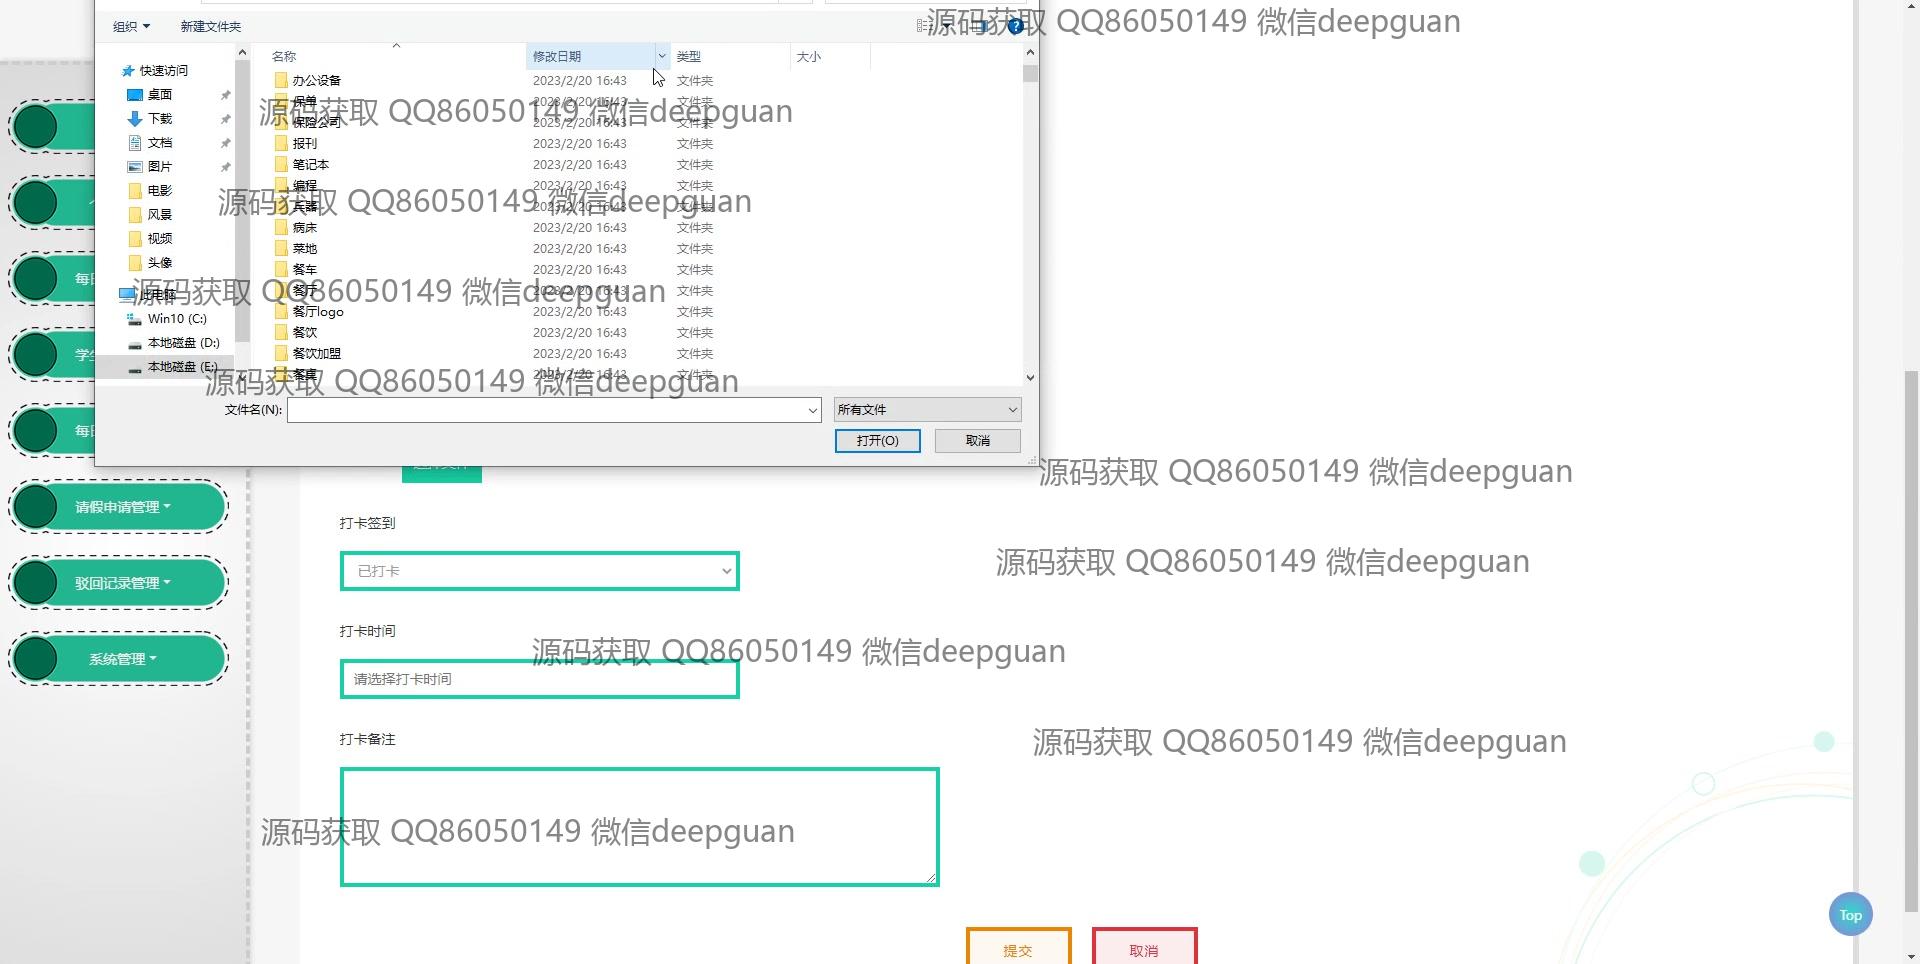 组织 新建文件夹
源码获取 QQ86050149 微信deepguan
名称 修改日期 类型 大小
快速访问
桌面
下载
文档
图片
电影
风景
视频
头像
此电脑
Win10 (C:)
本地磁盘 (D:)
本地磁盘 (E:)
办公设备 2023/2/20 16:43 文件夹
保单 2023/2/20 16:43 文件夹
源码获取 QQ86050149 微信deepguan
保险公司 2023/2/20 16:43 文件夹
报刊 2023/2/20 16:43 文件夹
笔记本 2023/2/20 16:43 文件夹
编程 2023/2/20 16:43 文件夹
源码获取 QQ86050149 微信deepguan
兵器 2023/2/20 16:43 文件夹
病床 2023/2/20 16:43 文件夹
菜地 2023/2/20 16:43 文件夹
餐车 2023/2/20 16:43 文件夹
餐厅 2023/2/20 16:43 文件夹
源码获取 QQ86050149 微信deepguan
餐厅logo 2023/2/20 16:43 文件夹
餐饮 2023/2/20 16:43 文件夹
餐饮加盟 2023/2/20 16:43 文件夹
餐桌 2023/2/20 16:43 文件夹
源码获取 QQ86050149 微信deepguan
文件名(N): 所有文件
打开(O) 取消
每日
学生
每日
请假申请管理
驳回记录管理
系统管理
源码获取 QQ86050149 微信deepguan
打卡签到
已打卡
源码获取 QQ86050149 微信deepguan
打卡时间
源码获取 QQ86050149 微信deepguan
请选择打卡时间
打卡备注
源码获取 QQ86050149 微信deepguan
源码获取 QQ86050149 微信deepguan
Top
提交 取消